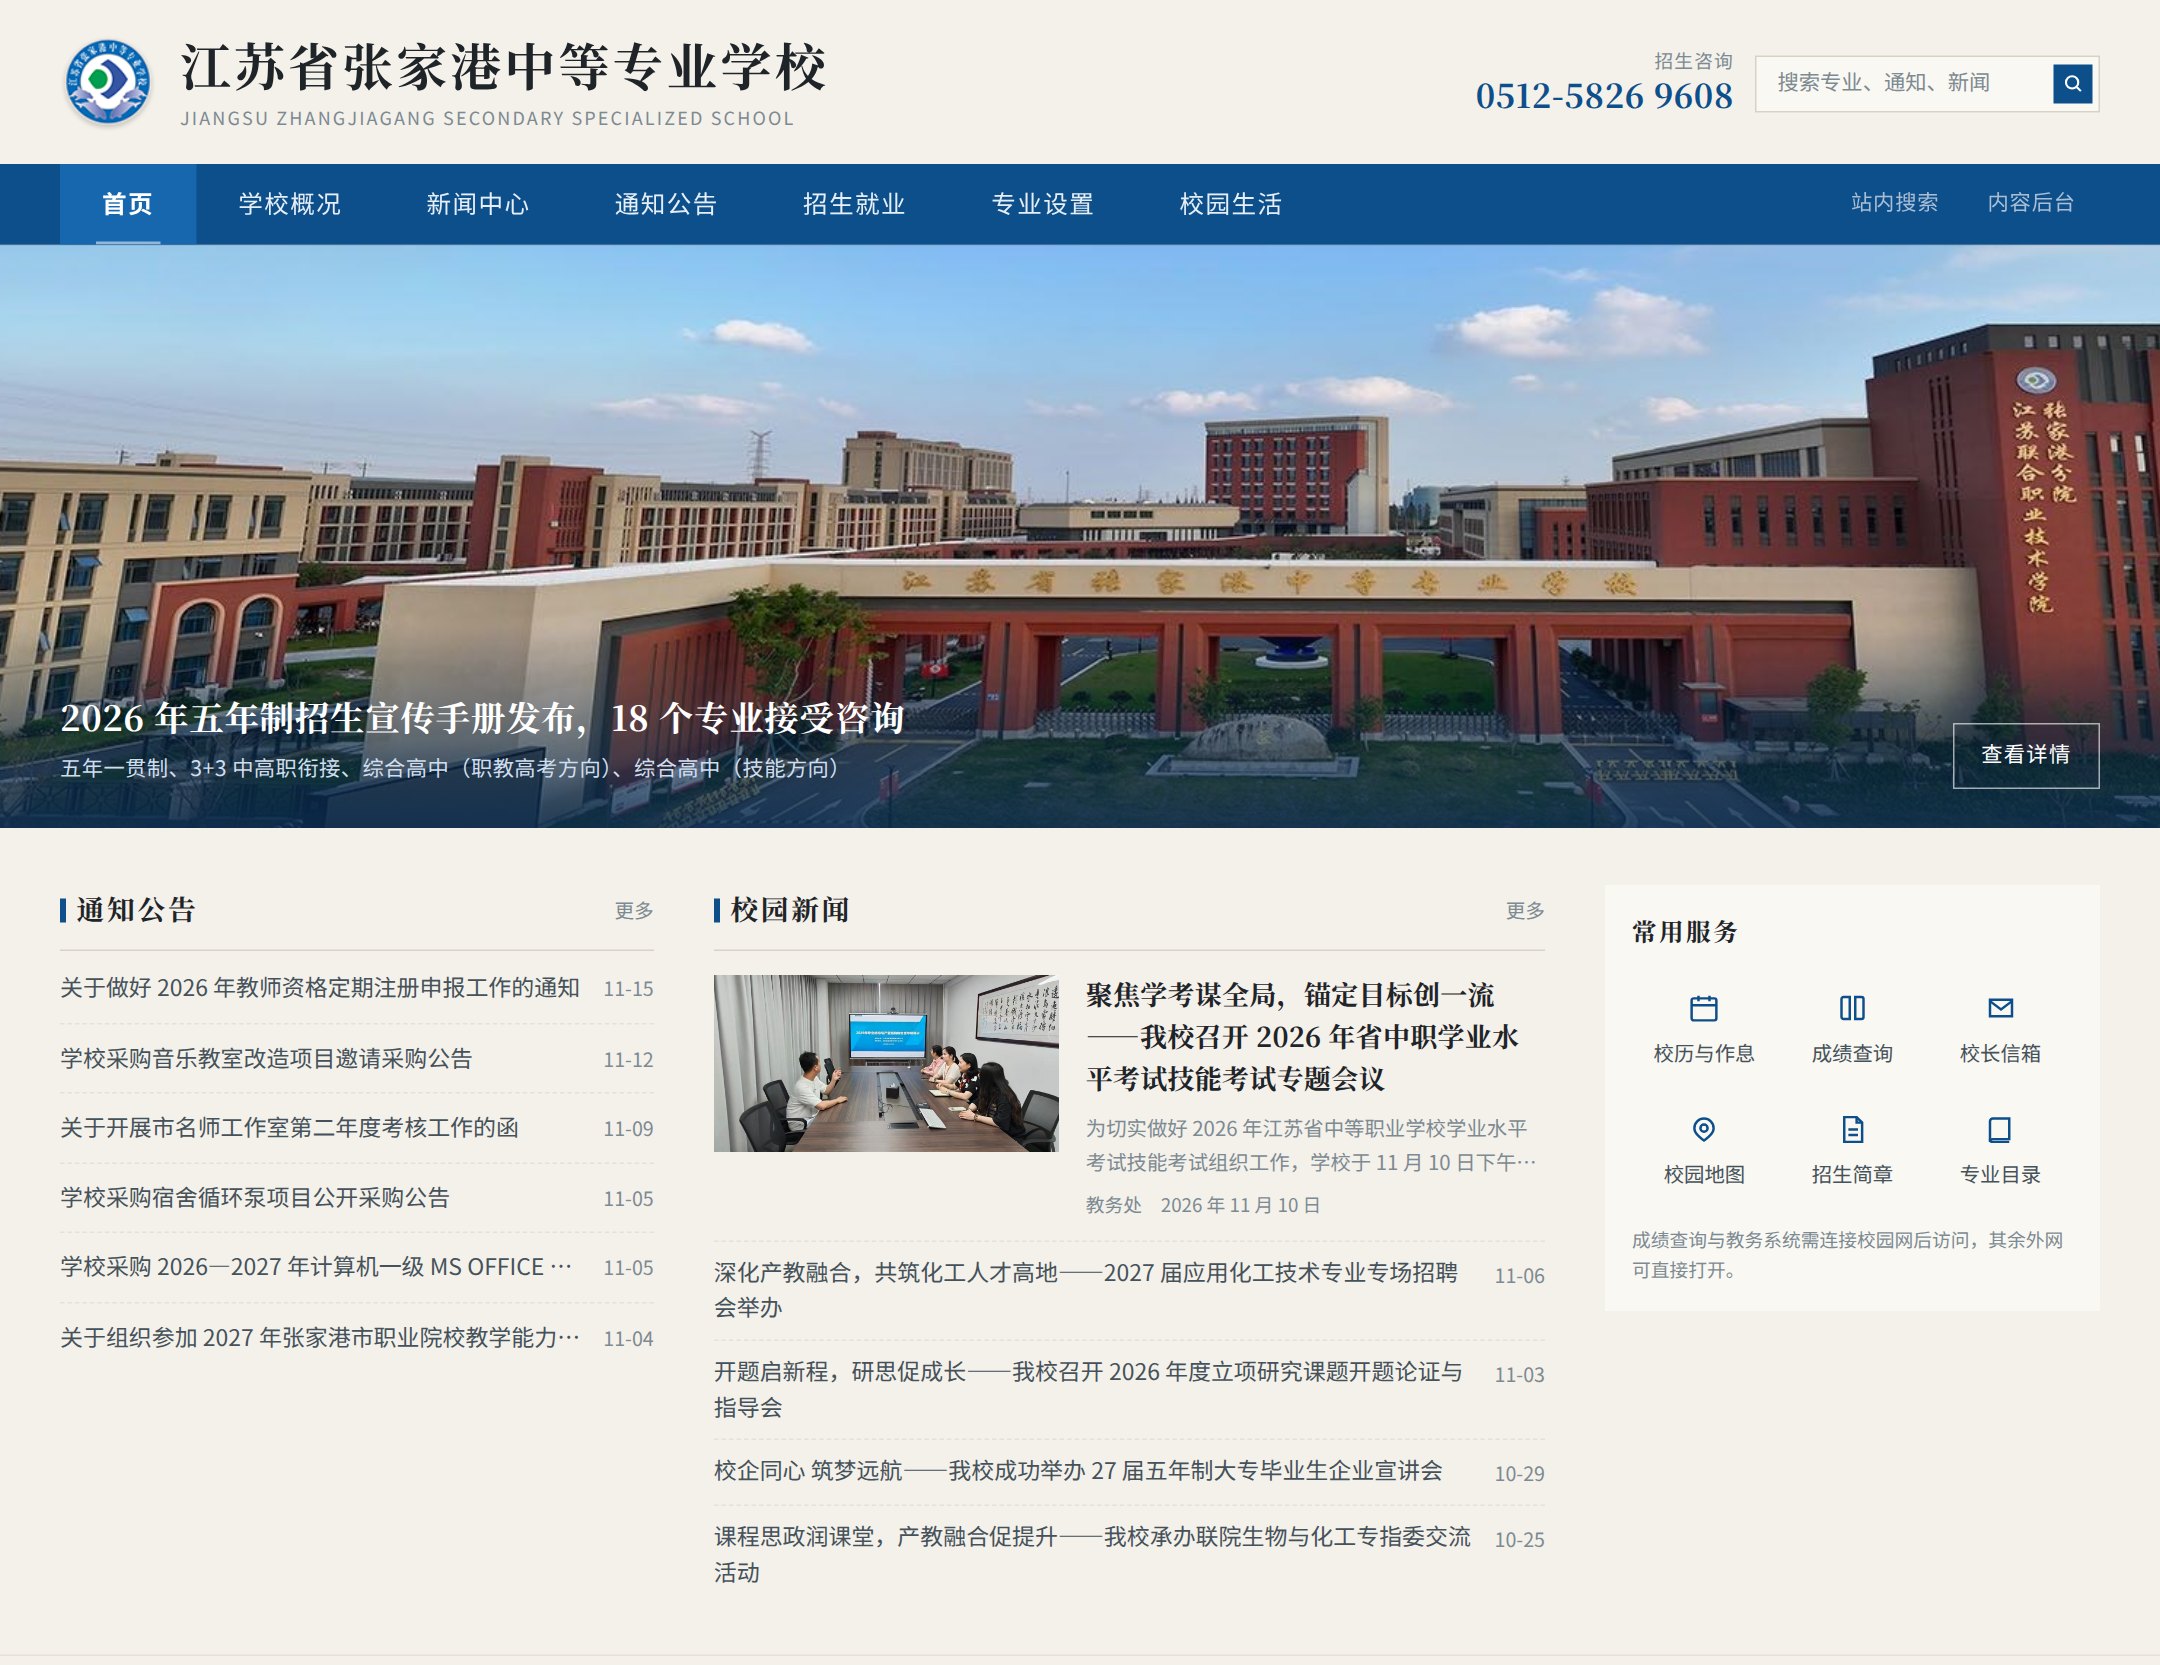 江苏省张家港中等专业学校
JIANGSU ZHANGJIAGANG SECONDARY SPECIALIZED SCHOOL
招生咨询
0512-5826 9608
搜索专业、通知、新闻
首页
学校概况
新闻中心
通知公告
招生就业
专业设置
校园生活
站内搜索
内容后台
张家港分院
江苏联合职业技术学院
江苏省张家港中等专业学校
2026 年五年制招生宣传手册发布，18 个专业接受咨询
五年一贯制、3+3 中高职衔接、综合高中（职教高考方向）、综合高中（技能方向）
查看详情
通知公告
更多
关于做好 2026 年教师资格定期注册申报工作的通知 11-15
学校采购音乐教室改造项目邀请采购公告 11-12
关于开展市名师工作室第二年度考核工作的函 11-09
学校采购宿舍循环泵项目公开采购公告 11-05
学校采购 2026—2027 年计算机一级 MS OFFICE … 11-05
关于组织参加 2027 年张家港市职业院校教学能力… 11-04
校园新闻
更多
聚焦学考谋全局，锚定目标创一流
——我校召开 2026 年省中职学业水
平考试技能考试专题会议
为切实做好 2026 年江苏省中等职业学校学业水平
考试技能考试组织工作，学校于 11 月 10 日下午…
教务处 2026 年 11 月 10 日
深化产教融合，共筑化工人才高地——2027 届应用化工技术专业专场招聘 11-06
会举办
开题启新程，研思促成长——我校召开 2026 年度立项研究课题开题论证与 11-03
指导会
校企同心 筑梦远航——我校成功举办 27 届五年制大专毕业生企业宣讲会 10-29
课程思政润课堂，产教融合促提升——我校承办联院生物与化工专指委交流 10-25
活动
常用服务
校历与作息
成绩查询
校长信箱
校园地图
招生简章
专业目录
成绩查询与教务系统需连接校园网后访问，其余外网
可直接打开。